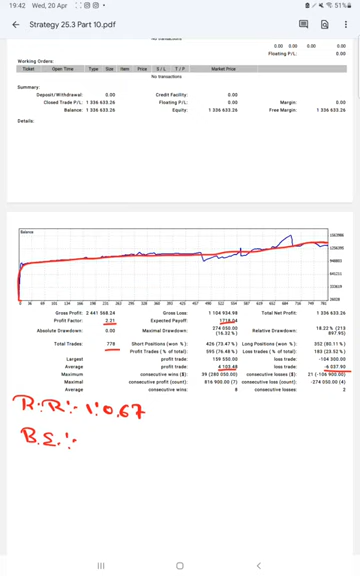 19:42 Wed, 20 Apr 51%
Strategy 25.3 Part 10.pdf
No transactions
0.00 0.00 0.00 0.00
Floating P/L: 0.00
Working Orders:
Ticket Open Time Type Size Item Price S / L T / P Market Price
No transactions
Summary:
Deposit/Withdrawal: 0.00 Credit Facility: 0.00
Closed Trade P/L: 1 336 633.26 Floating P/L: 0.00 Margin: 0.00
Balance: 1 336 633.26 Equity: 1 336 633.26 Free Margin: 1 336 633.26
Details:
Balance
Gross Profit: 2 441 568.24 Gross Loss: 1 104 934.98 Total Net Profit: 1 336 633.26
Profit Factor: 2.21 Expected Payoff: 1718.04
Absolute Drawdown: 0.00 Maximal Drawdown: 274 050.00 (16.32 %) Relative Drawdown: 18.22 % (213 897.95)
Total Trades 778 Short Positions (won %) 426 (73.47%) Long Positions (won %) 352 (80.11%)
Profit Trades (% of total) 595 (76.48%) Loss trades (% of total) 183 (23.52%)
Largest profit trade: 159 550.00 loss trade: -104 300.00
Average profit trade: 4 103.48 loss trade: -6 037.90
Maximum consecutive wins ($) 39 (280 050.00) consecutive losses ($) 21 (-106 900.00)
Maximal consecutive profit (count) 816 900.00 (7) consecutive loss (count) -274 050.00 (4)
Average consecutive wins 8 consecutive losses 2
R:R:- 1:0.67
B.E:-